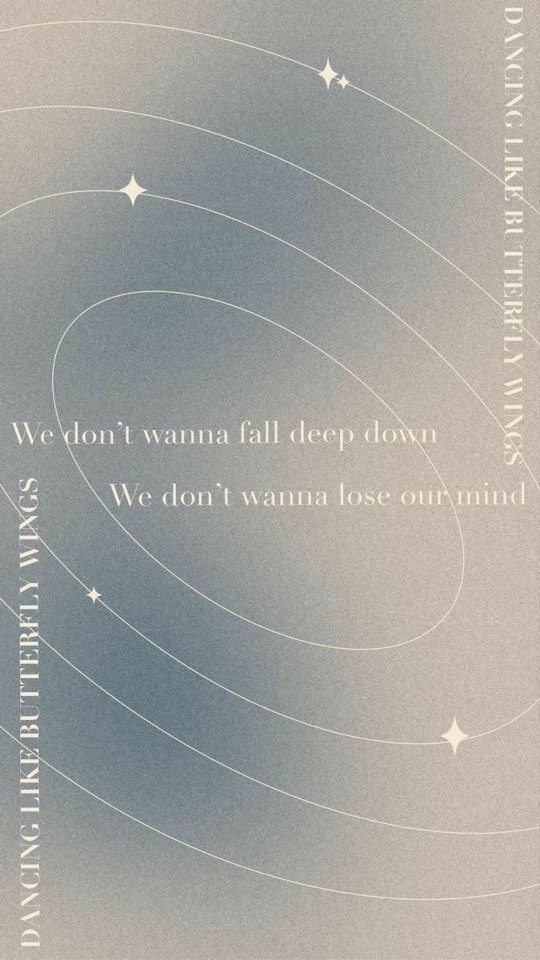 DANCING LIKE BUTTERFLY WINGS
We don't wanna fall deep down
We don't wanna lose our mind
DANCING LIKE BUTTERFLY WINGS